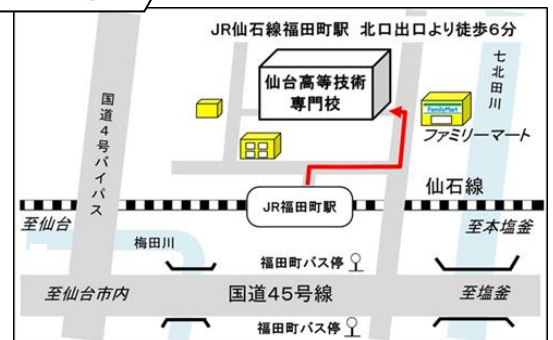 JR仙石線福田町駅 北口出口より徒歩6分
仙台高等技術
専門校
七北田川
国道4号バイパス
FamilyMart
ファミリーマート
仙石線
JR福田町駅
至仙台
至本塩釜
梅田川
福田町バス停
至仙台市内
国道45号線
至塩釜
福田町バス停